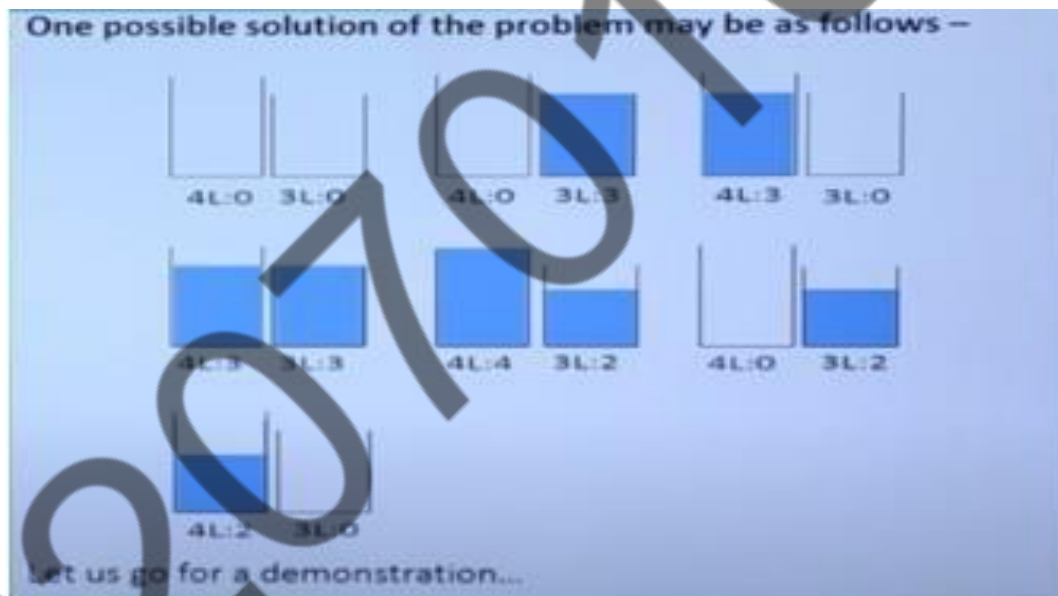 One possible solution of the problem may be as follows –
4L:0 3L:0 4L:0 3L:3 4L:3 3L:0
4L:3 3L:3 4L:4 3L:2 4L:0 3L:2
4L:2 3L:0
Let us go for a demonstration...